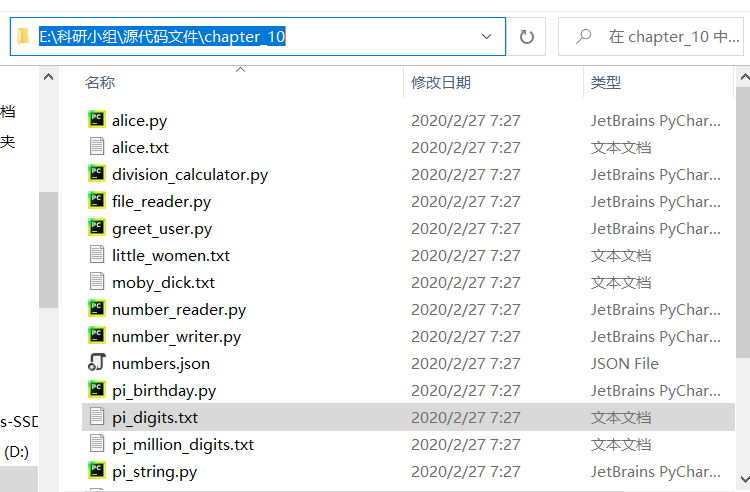 E:\科研小组\源代码文件\chapter_10
在 chapter_10 中...
名称 修改日期 类型
档
夹
s-SSD
(D:)
alice.py 2020/2/27 7:27 JetBrains PyChar...
alice.txt 2020/2/27 7:27 文本文档
division_calculator.py 2020/2/27 7:27 JetBrains PyChar...
file_reader.py 2020/2/27 7:27 JetBrains PyChar...
greet_user.py 2020/2/27 7:27 JetBrains PyChar...
little_women.txt 2020/2/27 7:27 文本文档
moby_dick.txt 2020/2/27 7:27 文本文档
number_reader.py 2020/2/27 7:27 JetBrains PyChar...
number_writer.py 2020/2/27 7:27 JetBrains PyChar...
numbers.json 2020/2/27 7:27 JSON File
pi_birthday.py 2020/2/27 7:27 JetBrains PyChar...
pi_digits.txt 2020/2/27 7:27 文本文档
pi_million_digits.txt 2020/2/27 7:27 文本文档
pi_string.py 2020/2/27 7:27 JetBrains PyChar...